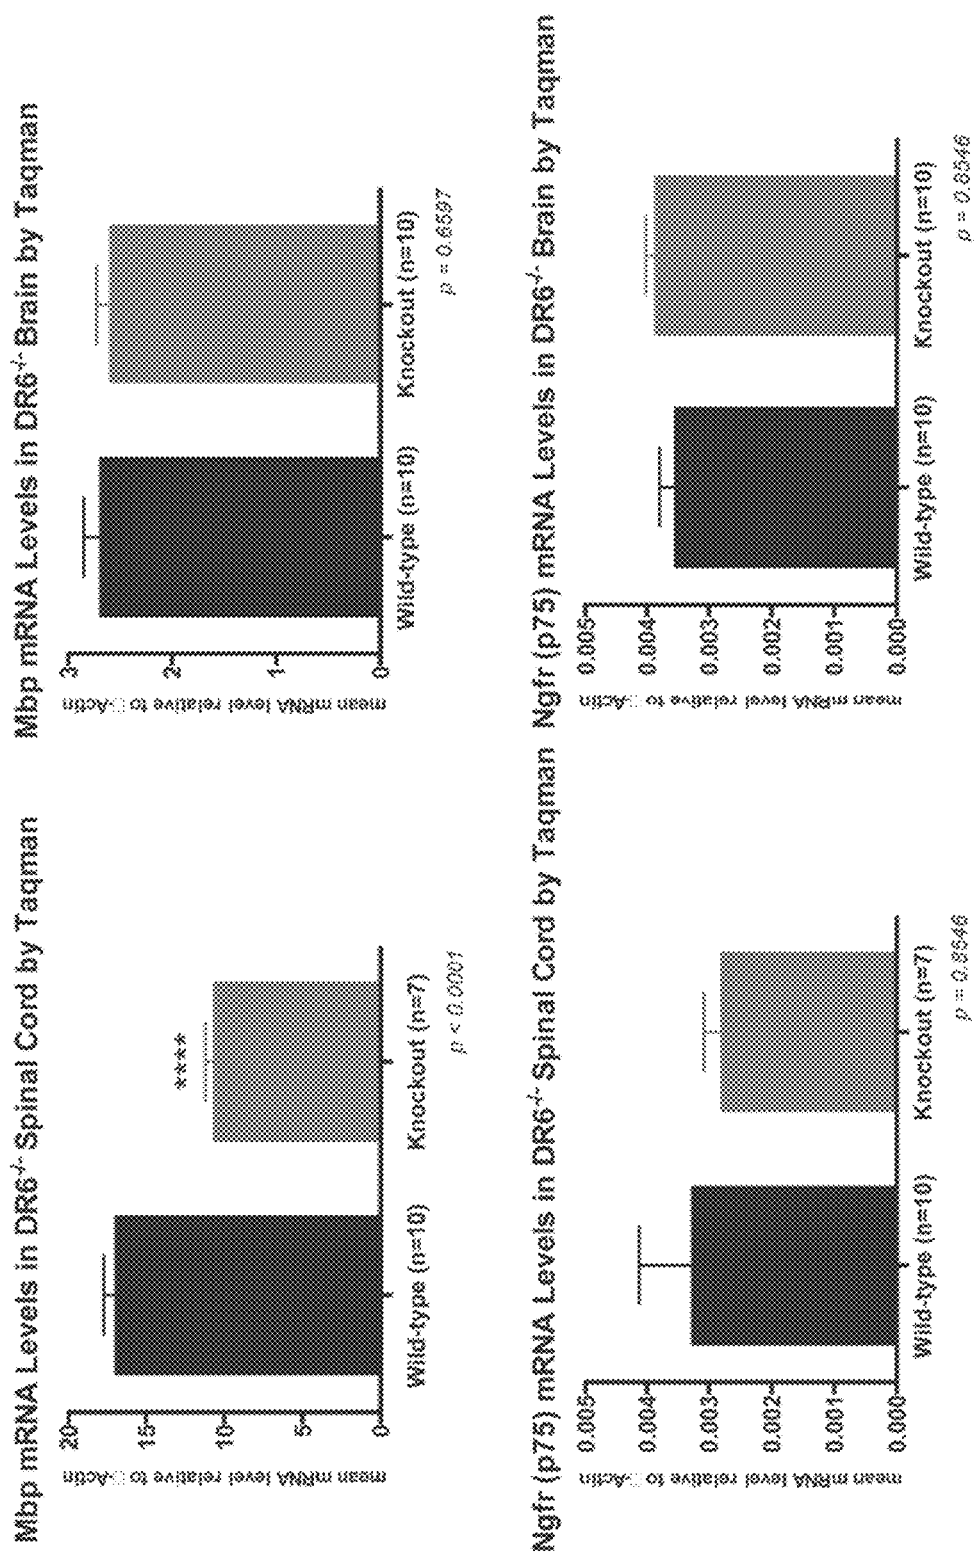 Mbp mRNA Levels in DR6-/- Spinal Cord by Taqman
mean mRNA level relative to □-Actin
20
15
10
5
0
****
Wild-type (n=10)
Knockout (n=7)
p < 0.0001
Mbp mRNA Levels in DR6-/- Brain by Taqman
mean mRNA level relative to □-Actin
3
2
1
0
Wild-type (n=10)
Knockout (n=10)
p = 0.6597
Ngfr (p75) mRNA Levels in DR6-/- Spinal Cord by Taqman
mean mRNA level relative to □-Actin
0.005
0.004
0.003
0.002
0.001
0.000
Wild-type (n=10)
Knockout (n=7)
p = 0.8546
Ngfr (p75) mRNA Levels in DR6-/- Brain by Taqman
mean mRNA level relative to □-Actin
0.005
0.004
0.003
0.002
0.001
0.000
Wild-type (n=10)
Knockout (n=10)
p = 0.8546